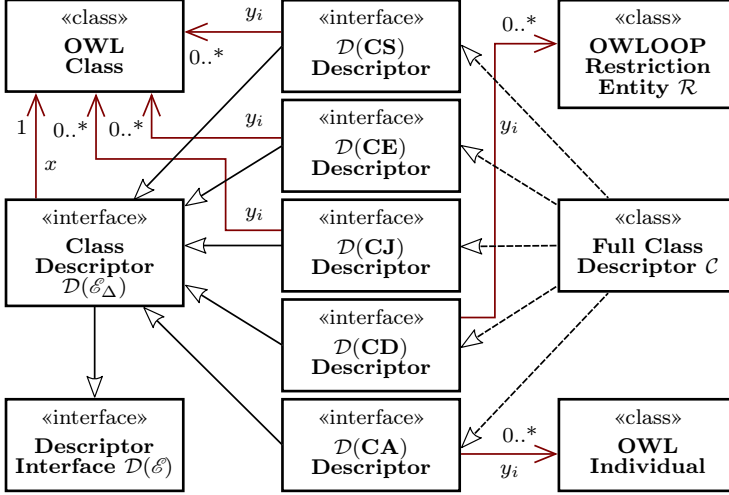 «class»
OWL
Class
y_i
0..*
«interface»
𝒟(CS)
Descriptor
0..*
«class»
OWLOOP
Restriction
Entity ℛ
1
0..*
0..*
x
y_i
«interface»
𝒟(CE)
Descriptor
y_i
«interface»
Class
Descriptor
𝒟(ℰ_Δ)
y_i
«interface»
𝒟(CJ)
Descriptor
«class»
Full Class
Descriptor 𝒞
«interface»
𝒟(CD)
Descriptor
«interface»
Descriptor
Interface 𝒟(ℰ)
«interface»
𝒟(CA)
Descriptor
0..*
y_i
«class»
OWL
Individual